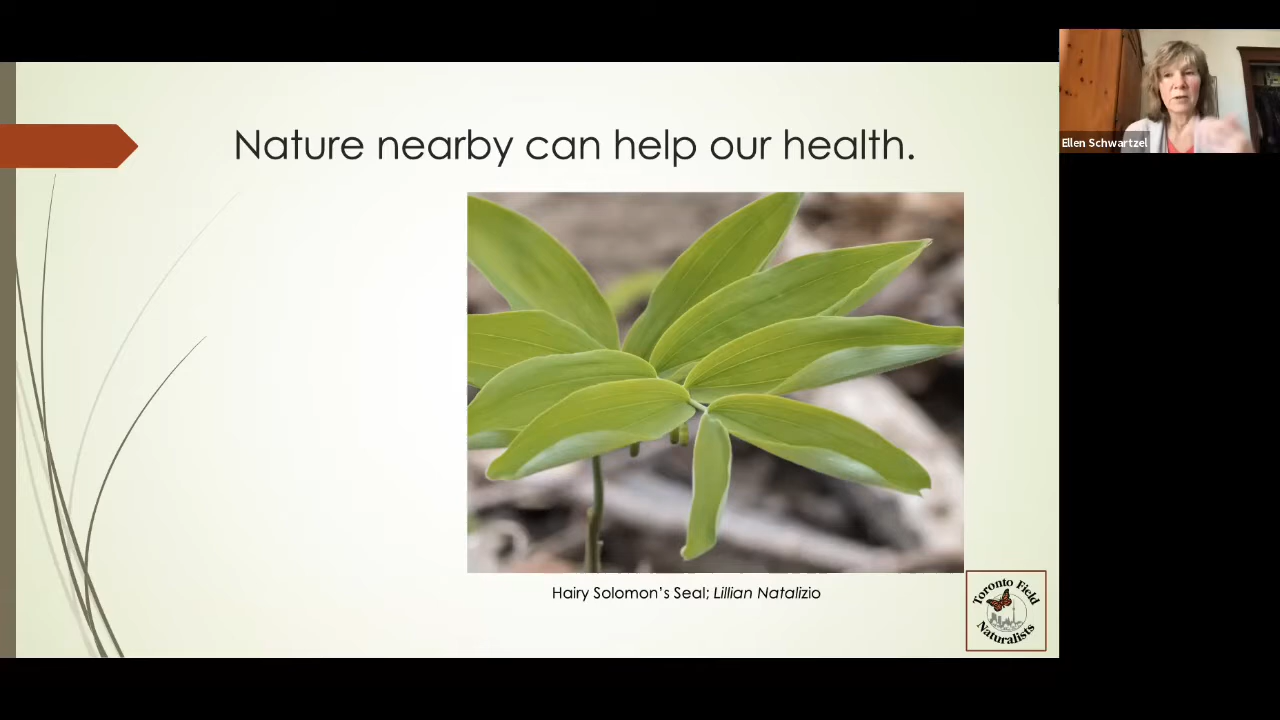 Nature nearby can help our health.
Ellen Schwartzel
Hairy Solomon's Seal; Lillian Natalizio
Toronto Field
Naturalists